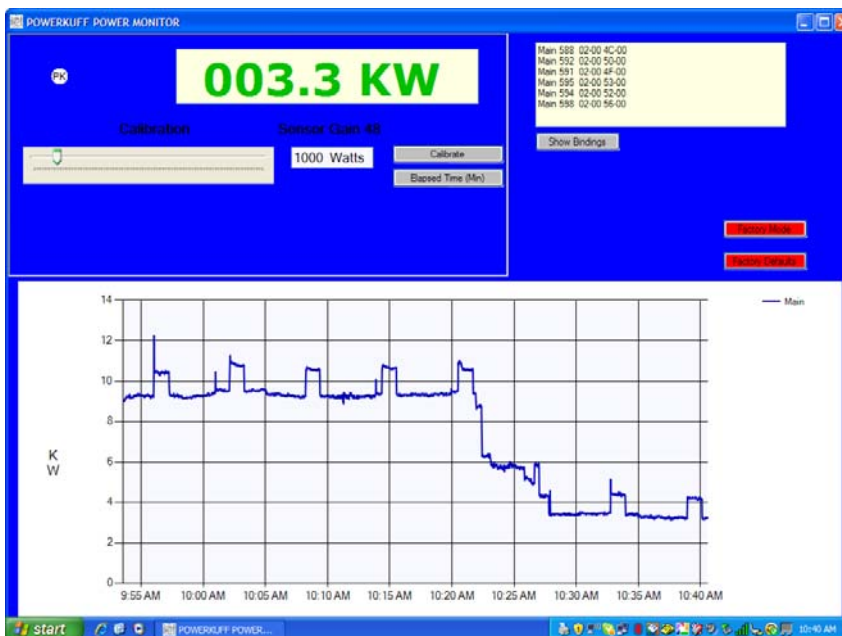 POWERKUFF POWER MONITOR
PK
003.3 KW
Calibration
Sensor Gain 48
1000 Watts
Calibrate
Elapsed Time (Min)
Main 588 02-00 4C-00
Main 592 02-00 50-00
Main 591 02-00 4F-00
Main 595 02-00 53-00
Main 594 02-00 52-00
Main 598 02-00 56-00
Show Bindings
Factory Mode
Factory Defaults
Main
14
12
10
8
6
4
2
0
K
W
9:55 AM 10:00 AM 10:05 AM 10:10 AM 10:15 AM 10:20 AM 10:25 AM 10:30 AM 10:35 AM 10:40 AM
start
POWERKUFF POWER...
10:40 AM